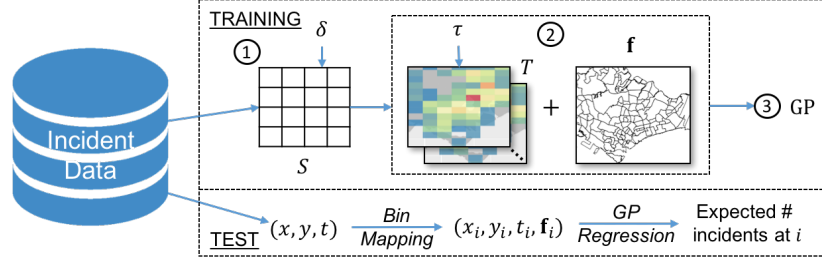 TRAINING
1
δ
S
τ
2
T
+
f
3 GP
Incident
Data
TEST
(x, y, t)
Bin
Mapping
(xᵢ, yᵢ, tᵢ, fᵢ)
GP
Regression
Expected #
incidents at i